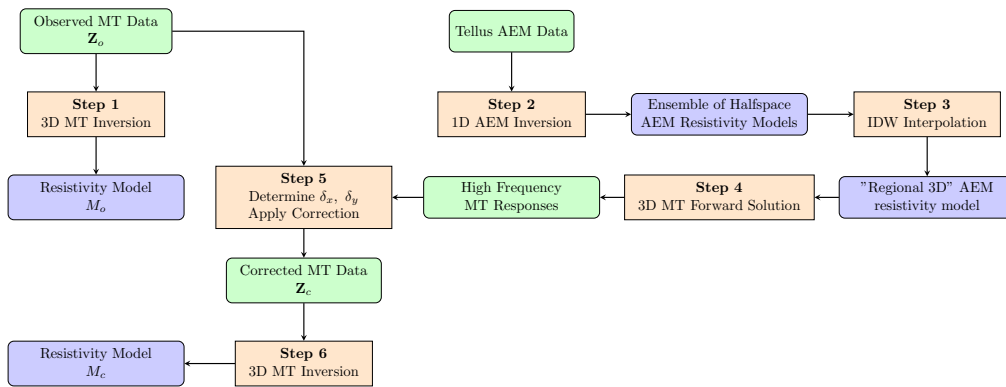 Observed MT Data
Z_o
Tellus AEM Data
Step 1
3D MT Inversion
Step 2
1D AEM Inversion
Ensemble of Halfspace
AEM Resistivity Models
Step 3
IDW Interpolation
Resistivity Model
M_o
Step 5
Determine δ_x, δ_y
Apply Correction
High Frequency
MT Responses
Step 4
3D MT Forward Solution
"Regional 3D" AEM
resistivity model
Corrected MT Data
Z_c
Resistivity Model
M_c
Step 6
3D MT Inversion